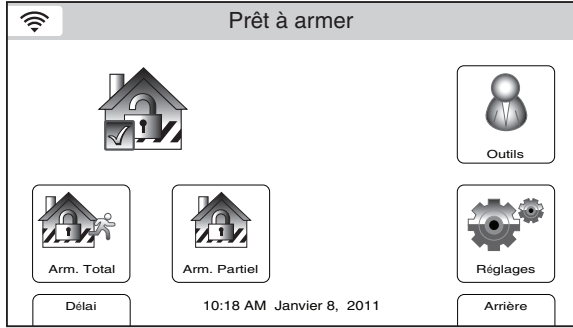 Prêt à armer
Outils
Arm. Total
Arm. Partiel
Réglages
Délai
10:18 AM Janvier 8, 2011
Arrière